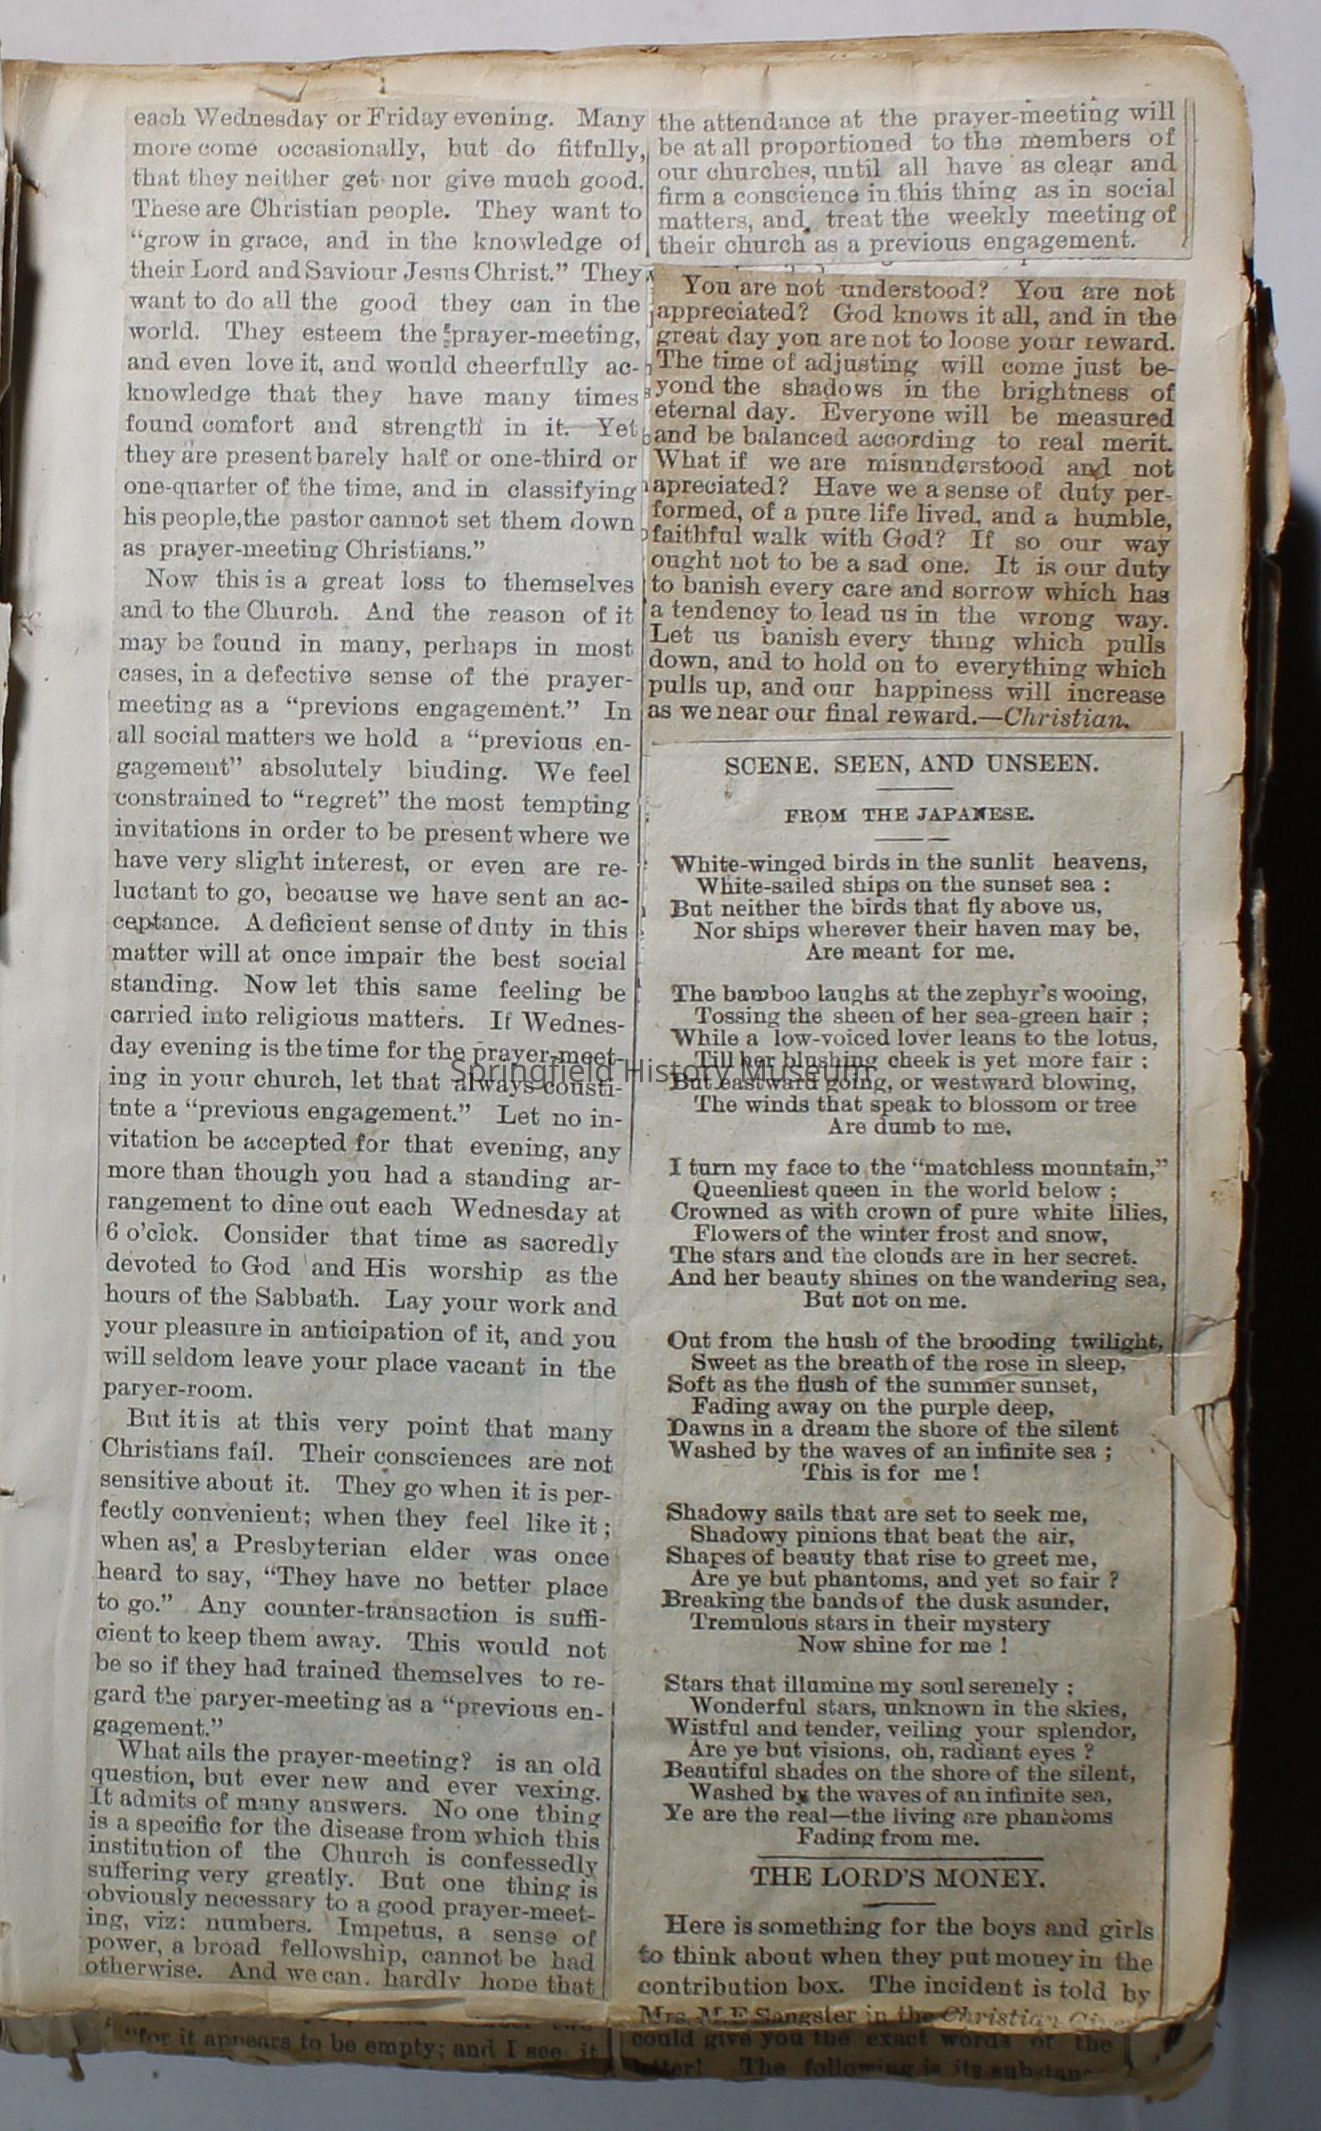 each Wednesday or Friday evening. Many
more come occasionally, but do fitfully,
that they neither get nor give much good.
These are Christian people. They want to
“grow in grace, and in the knowledge of
their Lord and Saviour Jesus Christ.” They
want to do all the good they can in the
world. They esteem the prayer-meeting,
and even love it, and would cheerfully ac-
knowledge that they have many times
found comfort and strength in it. Yet
they are present barely half or one-third or
one-quarter of the time, and in classifying
his people, the pastor cannot set them down
as prayer-meeting Christians.”
Now this is a great loss to themselves
and to the Church. And the reason of it
may be found in many, perhaps in most
cases, in a defective sense of the prayer-
meeting as a “previons engagement.” In
all social matters we hold a “previous en-
gagement” absolutely binding. We feel
constrained to “regret” the most tempting
invitations in order to be present where we
have very slight interest, or even are re-
luctant to go, because we have sent an ac-
ceptance. A deficient sense of duty in this
matter will at once impair the best social
standing. Now let this same feeling be
carried into religious matters. If Wednes-
day evening is the time for the prayer-meet-
ing in your church, let that always consti-
tnte a “previous engagement.” Let no in-
vitation be accepted for that evening, any
more than though you had a standing ar-
rangement to dine out each Wednesday at
6 o'clck. Consider that time as sacredly
devoted to God and His worship as the
hours of the Sabbath. Lay your work and
your pleasure in anticipation of it, and you
will seldom leave your place vacant in the
paryer-room.
But it is at this very point that many
Christians fail. Their consciences are not
sensitive about it. They go when it is per-
fectly convenient; when they feel like it;
when as a Presbyterian elder was once
heard to say, “They have no better place
to go.” Any counter-transaction is suffi-
cient to keep them away. This would not
be so if they had trained themselves to re-
gard the paryer-meeting as a “previous en-
gagement.”
What ails the prayer-meeting? is an old
question, but ever new and ever vexing.
It admits of many answers. No one thing
is a specific for the disease from which this
institution of the Church is confessedly
suffering very greatly. But one thing is
obviously necessary to a good prayer-meet-
ing, viz: numbers. Impetus, a sense of
power, a broad fellowship, cannot be had
otherwise. And we can hardly hope that
“for it appears to be empty; and I see it
the attendance at the prayer-meeting will
be at all proportioned to the members of
our churches, until all have as clear and
firm a conscience in this thing as in social
matters, and treat the weekly meeting of
their church as a previous engagement.
You are not understood? You are not
appreciated? God knows it all, and in the
great day you are not to loose your reward.
The time of adjusting will come just be-
yond the shadows in the brightness of
eternal day. Everyone will be measured
and be balanced according to real merit.
What if we are misunderstood and not
apreciated? Have we a sense of duty per-
formed, of a pure life lived, and a humble,
faithful walk with God? If so our way
ought not to be a sad one. It is our duty
to banish every care and sorrow which has
a tendency to lead us in the wrong way.
Let us banish every thing which pulls
down, and to hold on to everything which
pulls up, and our happiness will increase
as we near our final reward.—Christian.
SCENE, SEEN, AND UNSEEN.
FROM THE JAPANESE.
White-winged birds in the sunlit heavens,
White-sailed ships on the sunset sea :
But neither the birds that fly above us,
Nor ships wherever their haven may be,
Are meant for me.
The bamboo laughs at the zephyr's wooing,
Tossing the sheen of her sea-green hair ;
While a low-voiced lover leans to the lotus,
Till her blushing cheek is yet more fair ;
But eastward going, or westward blowing,
The winds that speak to blossom or tree
Are dumb to me.
I turn my face to the “matchless mountain,”
Queenliest queen in the world below ;
Crowned as with crown of pure white lilies,
Flowers of the winter frost and snow,
The stars and the clouds are in her secret.
And her beauty shines on the wandering sea,
But not on me.
Out from the hush of the brooding twilight,
Sweet as the breath of the rose in sleep,
Soft as the flush of the summer sunset,
Fading away on the purple deep,
Dawns in a dream the shore of the silent
Washed by the waves of an infinite sea ;
This is for me !
Shadowy sails that are set to seek me,
Shadowy pinions that beat the air,
Shapes of beauty that rise to greet me,
Are ye but phantoms, and yet so fair ?
Breaking the bands of the dusk asunder,
Tremulous stars in their mystery
Now shine for me !
Stars that illumine my soul serenely ;
Wonderful stars, unknown in the skies,
Wistful and tender, veiling your splendor,
Are ye but visions, oh, radiant eyes ?
Beautiful shades on the shore of the silent,
Washed by the waves of an infinite sea,
Ye are the real—the living are phantoms
Fading from me.
THE LORD'S MONEY.
Here is something for the boys and girls
to think about when they put money in the
contribution box. The incident is told by
Mrs. M. E. Sangster in the Christian
could give you the exact words of the
The following is its
Springfield History Museum